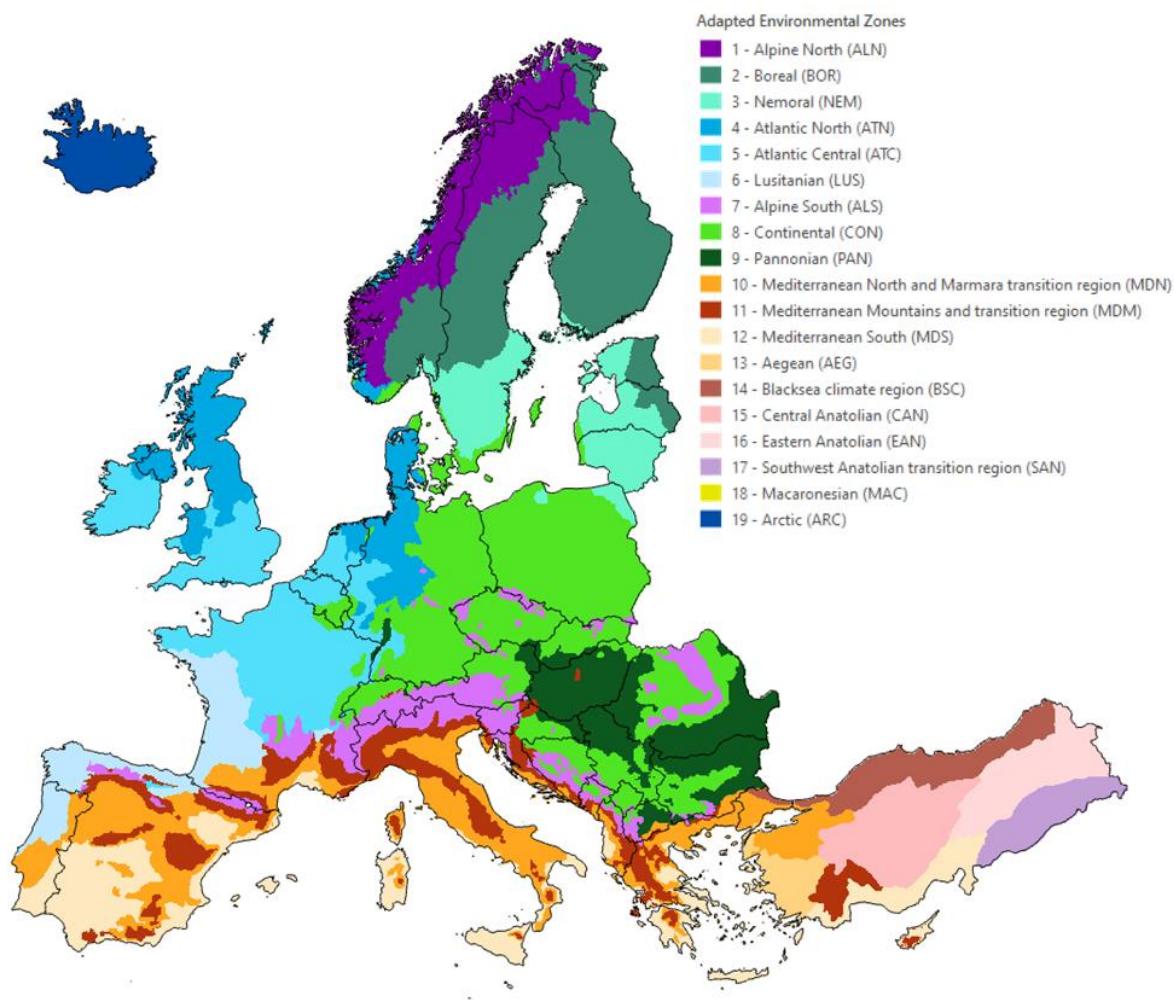 Adapted Environmental Zones
1 - Alpine North (ALN)
2 - Boreal (BOR)
3 - Nemoral (NEM)
4 - Atlantic North (ATN)
5 - Atlantic Central (ATC)
6 - Lusitanian (LUS)
7 - Alpine South (ALS)
8 - Continental (CON)
9 - Pannonian (PAN)
10 - Mediterranean North and Marmara transition region (MDN)
11 - Mediterranean Mountains and transition region (MDM)
12 - Mediterranean South (MDS)
13 - Aegean (AEG)
14 - Blacksea climate region (BSC)
15 - Central Anatolian (CAN)
16 - Eastern Anatolian (EAN)
17 - Southwest Anatolian transition region (SAN)
18 - Macaronesian (MAC)
19 - Arctic (ARC)